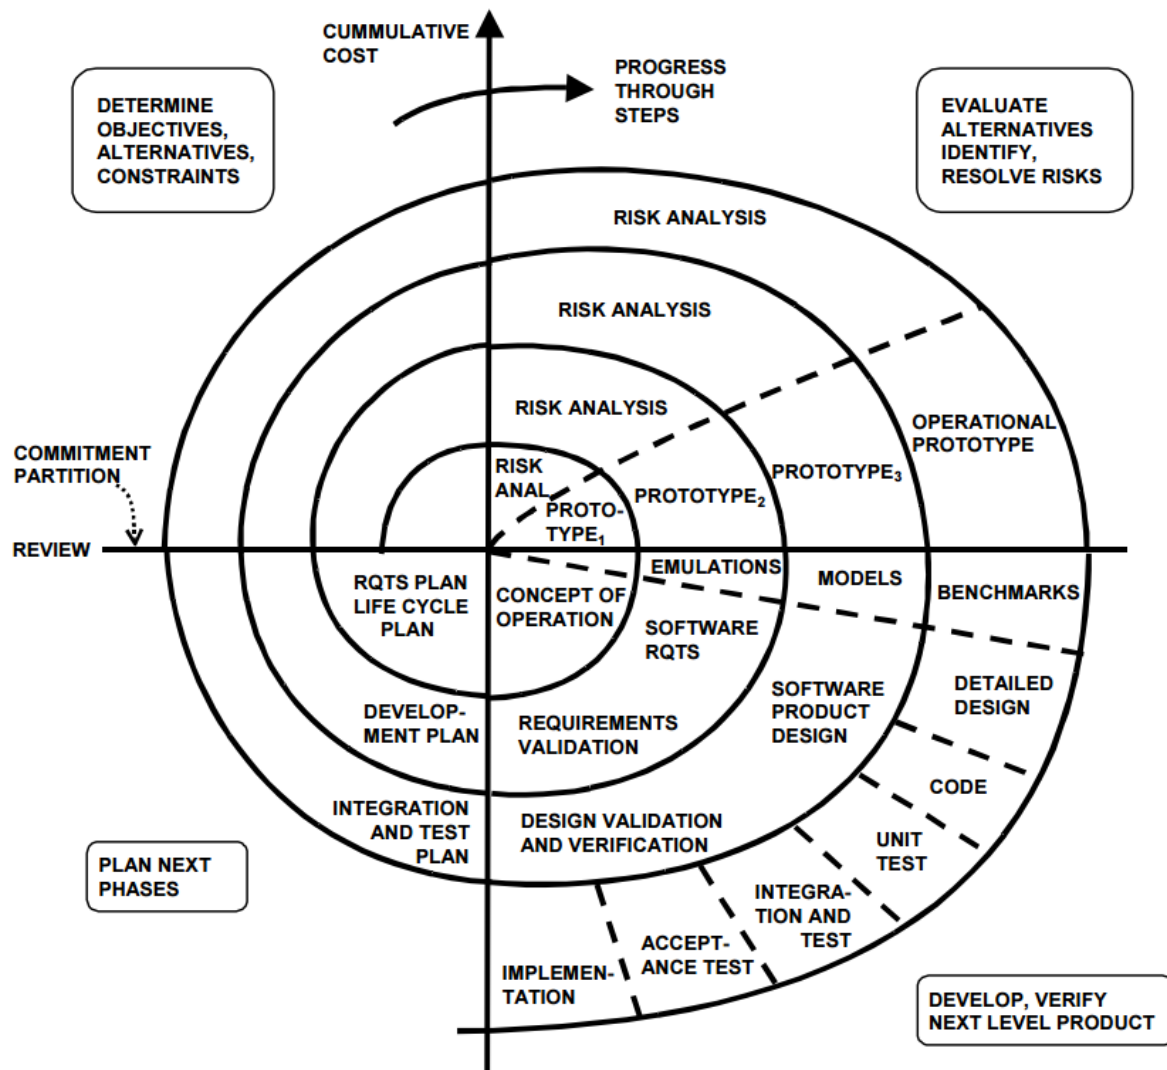 CUMMULATIVE
COST
PROGRESS
THROUGH
STEPS
DETERMINE
OBJECTIVES,
ALTERNATIVES,
CONSTRAINTS
EVALUATE
ALTERNATIVES
IDENTIFY,
RESOLVE RISKS
RISK ANALYSIS
RISK ANALYSIS
RISK ANALYSIS
RISK
ANAL
OPERATIONAL
PROTOTYPE
PROTOTYPE3
PROTOTYPE2
PROTO-
TYPE1
COMMITMENT
PARTITION
REVIEW
EMULATIONS
MODELS
BENCHMARKS
RQTS PLAN
LIFE CYCLE
PLAN
CONCEPT OF
OPERATION
SOFTWARE
RQTS
SOFTWARE
PRODUCT
DESIGN
DETAILED
DESIGN
DEVELOP-
MENT PLAN
REQUIREMENTS
VALIDATION
CODE
INTEGRATION
AND TEST
PLAN
DESIGN VALIDATION
AND VERIFICATION
UNIT
TEST
PLAN NEXT
PHASES
INTEGRA-
TION AND
TEST
ACCEPT-
ANCE TEST
IMPLEMEN-
TATION
DEVELOP, VERIFY
NEXT LEVEL PRODUCT